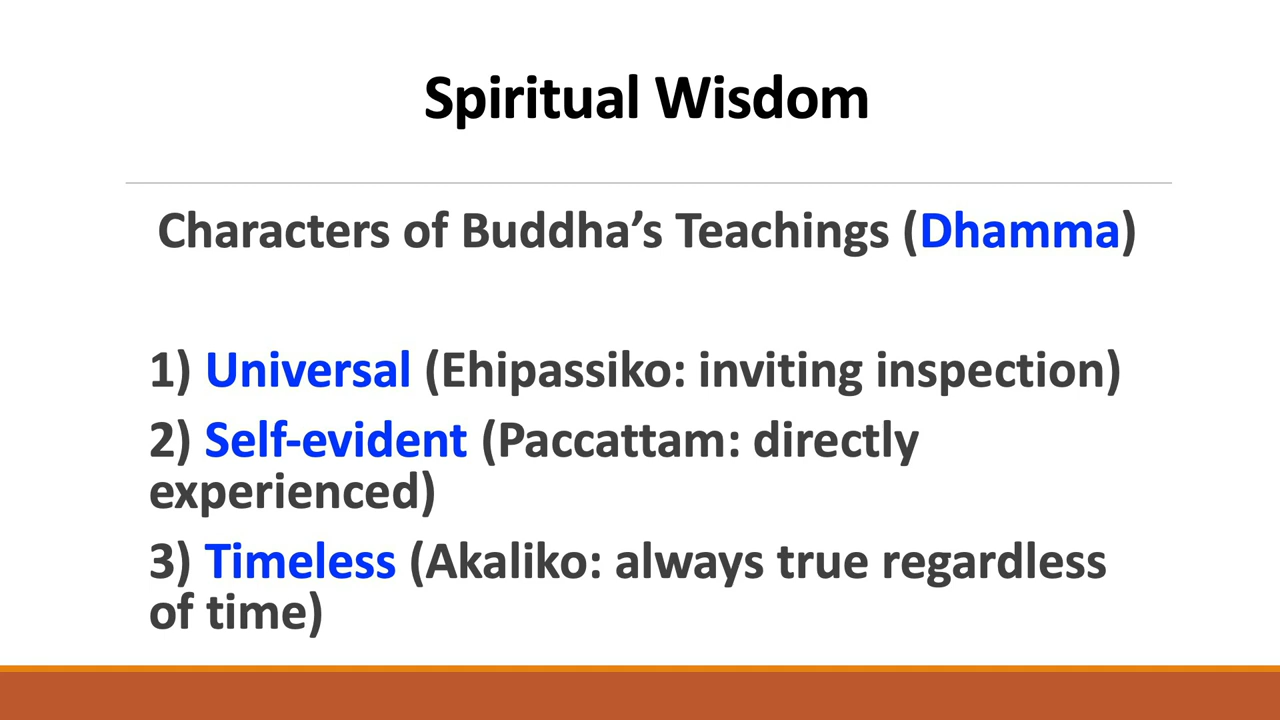 Spiritual Wisdom
Characters of Buddha’s Teachings (Dhamma)
1) Universal (Ehipassiko: inviting inspection)
2) Self-evident (Paccattam: directly
experienced)
3) Timeless (Akaliko: always true regardless
of time)